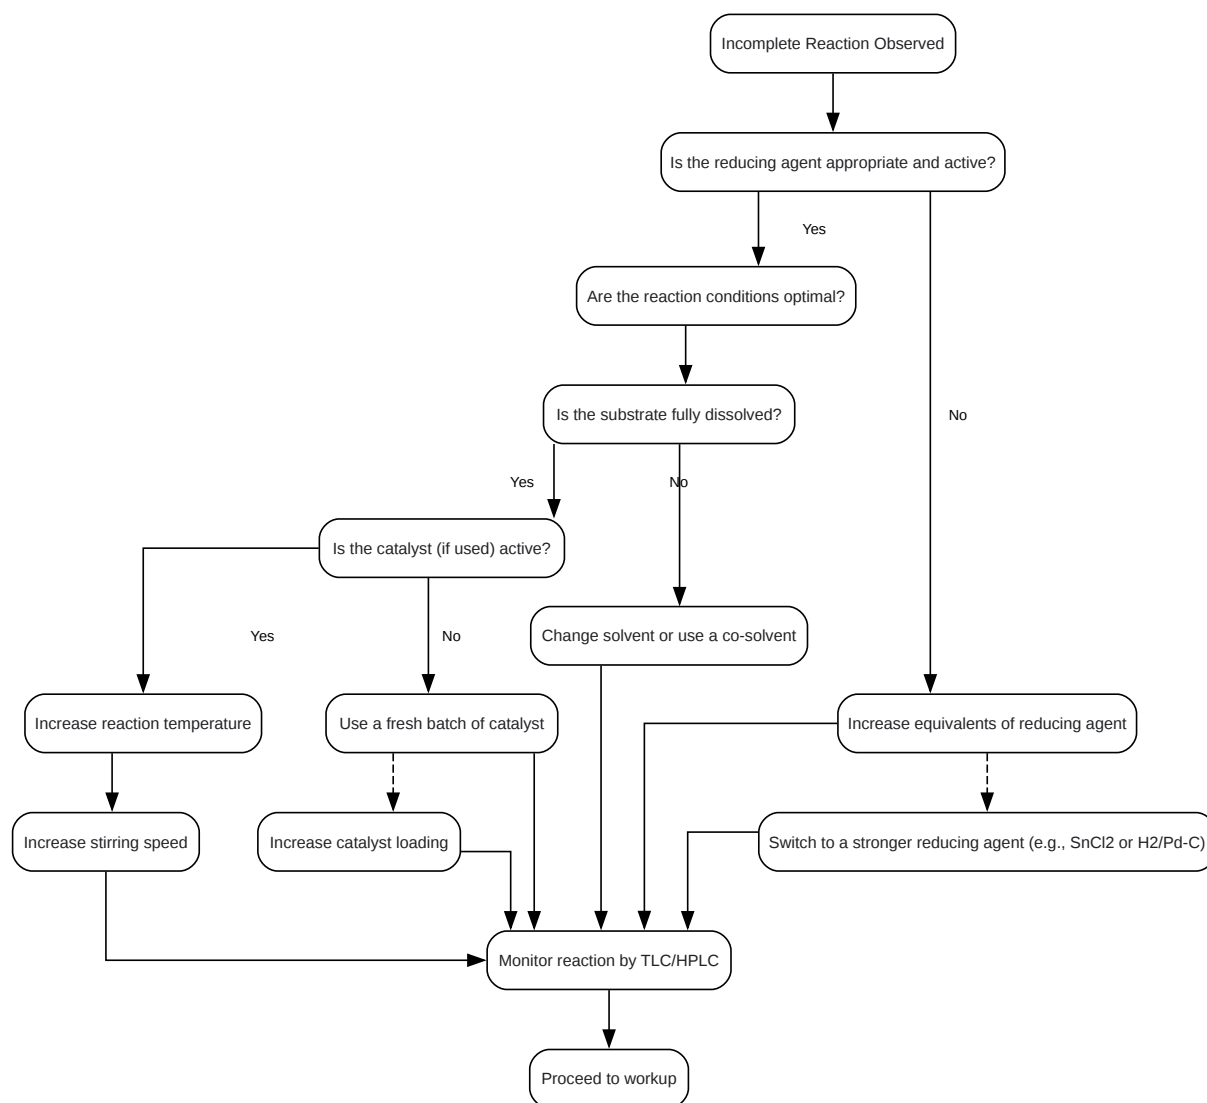 Incomplete Reaction Observed
Is the reducing agent appropriate and active?
Yes
Are the reaction conditions optimal?
Is the substrate fully dissolved?
No
Yes
No
Is the catalyst (if used) active?
Yes
No
Change solvent or use a co-solvent
Increase reaction temperature
Use a fresh batch of catalyst
Increase equivalents of reducing agent
Increase stirring speed
Increase catalyst loading
Switch to a stronger reducing agent (e.g., SnCl2 or H2/Pd-C)
Monitor reaction by TLC/HPLC
Proceed to workup